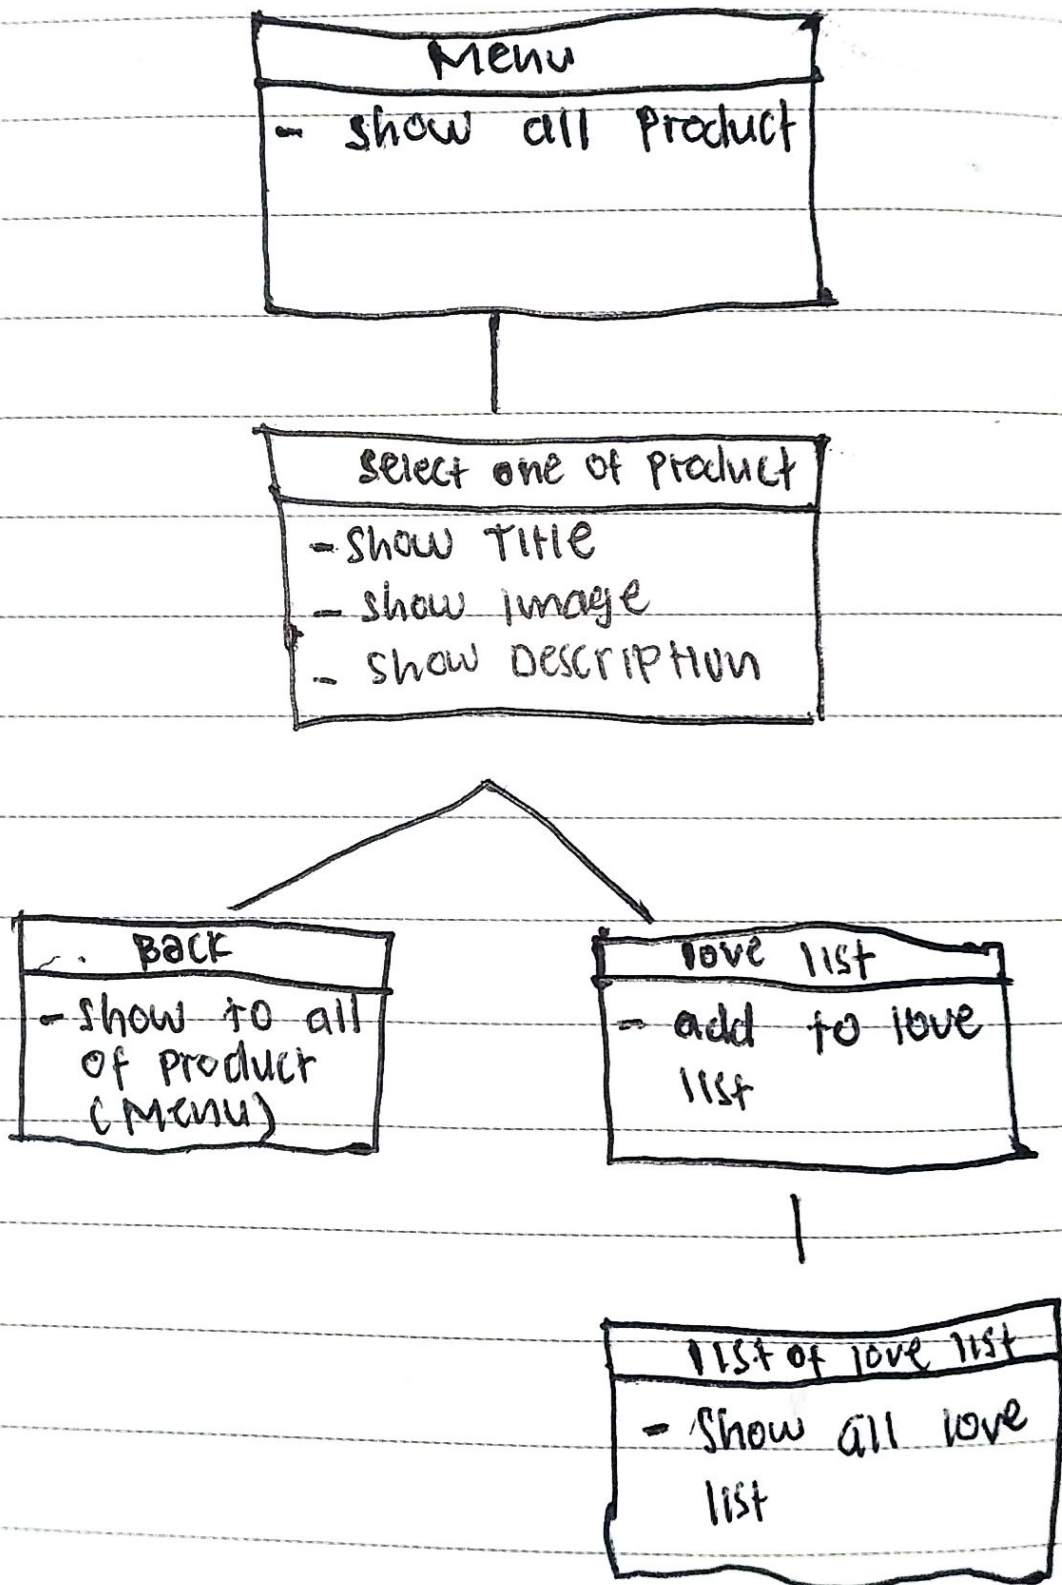 Menu
- show all Product
select one of product
- show Title
- show image
- show Description
Back
- show to all
of product
(Menu)
love list
- add to love
list
list of love list
- show all love
list